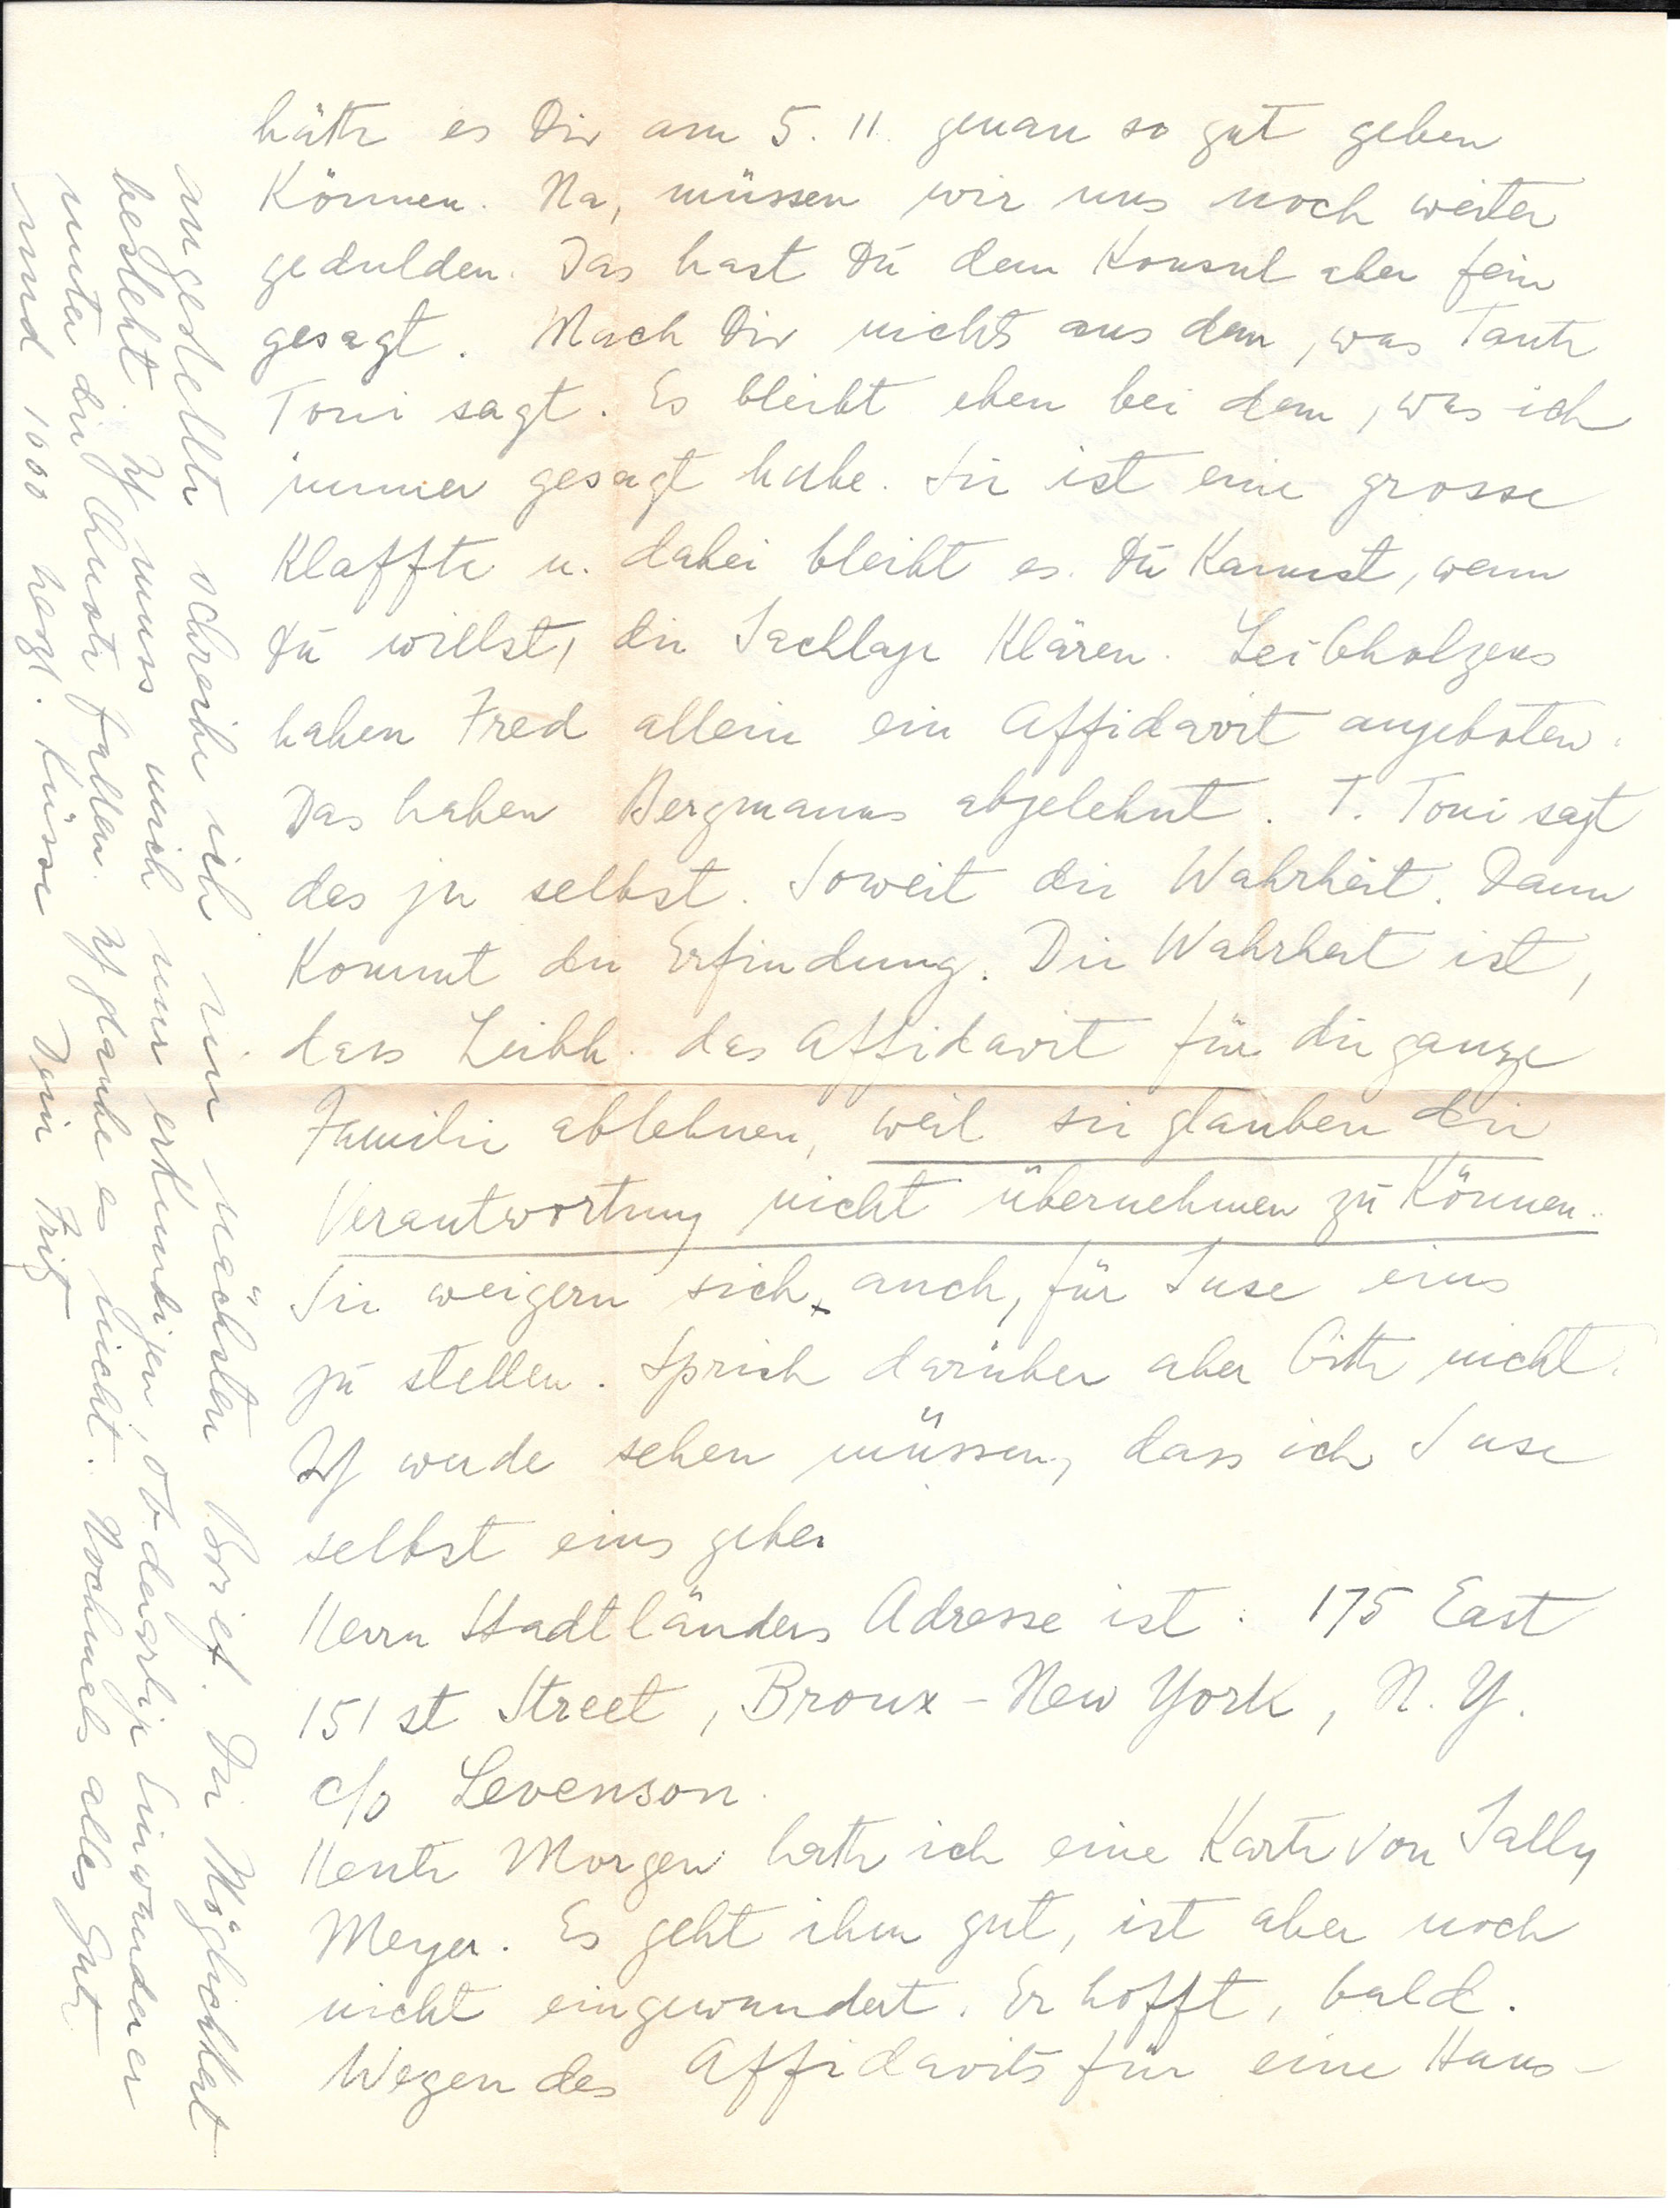 hätte es Dir am 5. 11. genau so gut geben
Können. Na, müssen wir uns noch weiter
gedulden. Das hast Du dem Konsul aber fein
gesagt. Mach Dir nichts aus dem, was Tante
Toni sagt. Es bleibt eben bei dem, was ich
immer gesagt habe. Sie ist eine grosse
Klaffte u. dabei bleibt es. Du Kannst, wenn
Du willst, die Sachlage Klären. Leibholzens
haben Fred allein ein Affidavit angeboten.
Das haben Bergmanns abgelehnt. T. Toni sagt
das ja selbst. Soweit die Wahrheit. Dann
Kommt die Erfindung. Die Wahrheit ist,
dass Leibh. das Affidavit für die ganze
Familie ablehnen, weil sie glauben die
Verantwortung nicht übernehmen zu Können.
Sie weigern sich auch, für Suse eins
zu stellen. Sprich darüber aber bitte nicht.
Ich werde sehen müssen, dass ich Suse
selbst eins gebe.
Herrn Stadtländers Adresse ist: 175 East
151 st Street, Bronx - New York, N. Y.
c/o Levenson.
Heute Morgen hatte ich eine Karte von Sally
Meyer. Es geht ihm gut, ist aber noch
nicht eingewandert. Er hofft, bald.
Wegen des Affidavits für eine Haus-
angestellte schreibe ich im nächsten Brief. Die Möglichkeit
besteht. Ich muss mich nur erkundigen, ob derartige Einwanderer
unter die Quote fallen. Ich glaube es nicht. Nochmals alles Gute
und 1000 herzl. Küsse Dein Fritz